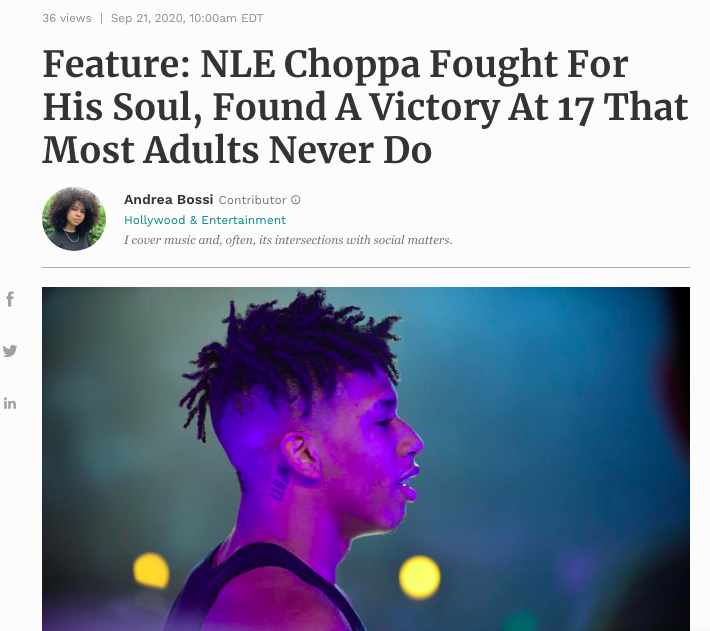 36 views | Sep 21, 2020, 10:00am EDT
Feature: NLE Choppa Fought For
His Soul, Found A Victory At 17 That
Most Adults Never Do
Andrea Bossi Contributor
Hollywood & Entertainment
I cover music and, often, its intersections with social matters.